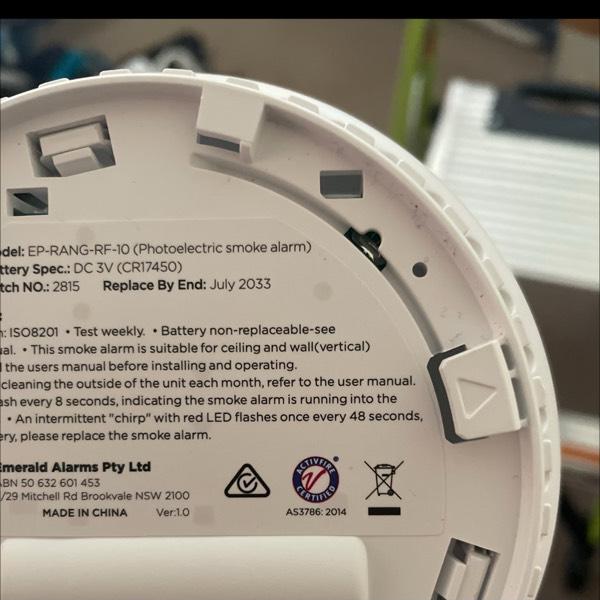 odel: EP-RANG-RF-10 (Photoelectric smoke alarm)
ttery Spec.: DC 3V (CR17450)
tch NO.: 2815 Replace By End: July 2033
:
n: ISO8201 • Test weekly. • Battery non-replaceable-see
ual. • This smoke alarm is suitable for ceiling and wall(vertical)
l the users manual before installing and operating.
cleaning the outside of the unit each month, refer to the user manual.
ash every 8 seconds, indicating the smoke alarm is running into the
• An intermittent "chirp" with red LED flashes once every 48 seconds,
ery, please replace the smoke alarm.
Emerald Alarms Pty Ltd
ABN 50 632 601 453
/29 Mitchell Rd Brookvale NSW 2100
MADE IN CHINA Ver:1.0
ACTIVFIRE
CERTIFIED
AS3786: 2014